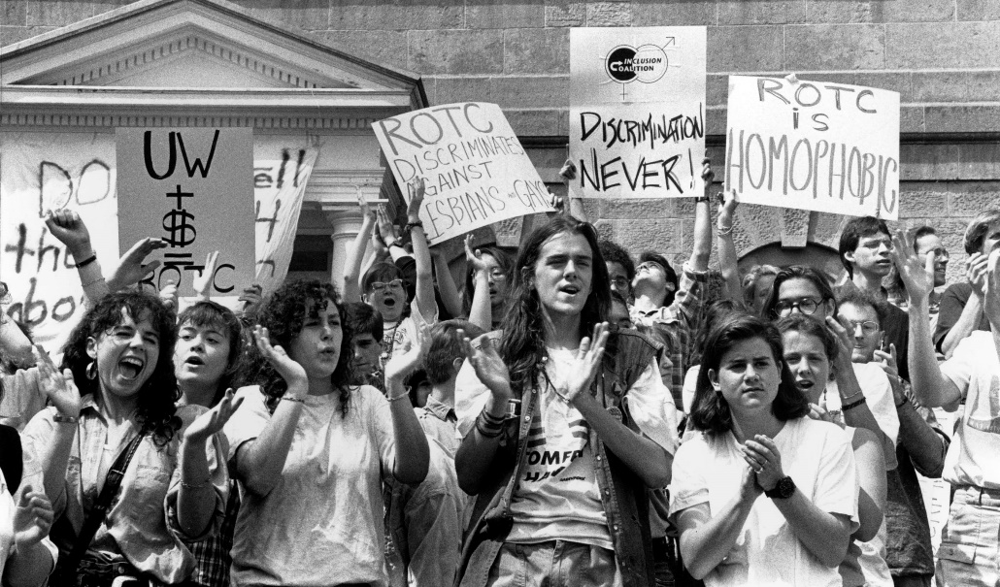 UW
+
$
=
ROTC
ROTC
DISCRIMINATES
AGAINST
LESBIANS AND GAYS
INCLUSION
COALITION
DISCRIMINATION
NEVER!
ROTC
IS
HOMOPHOBIC